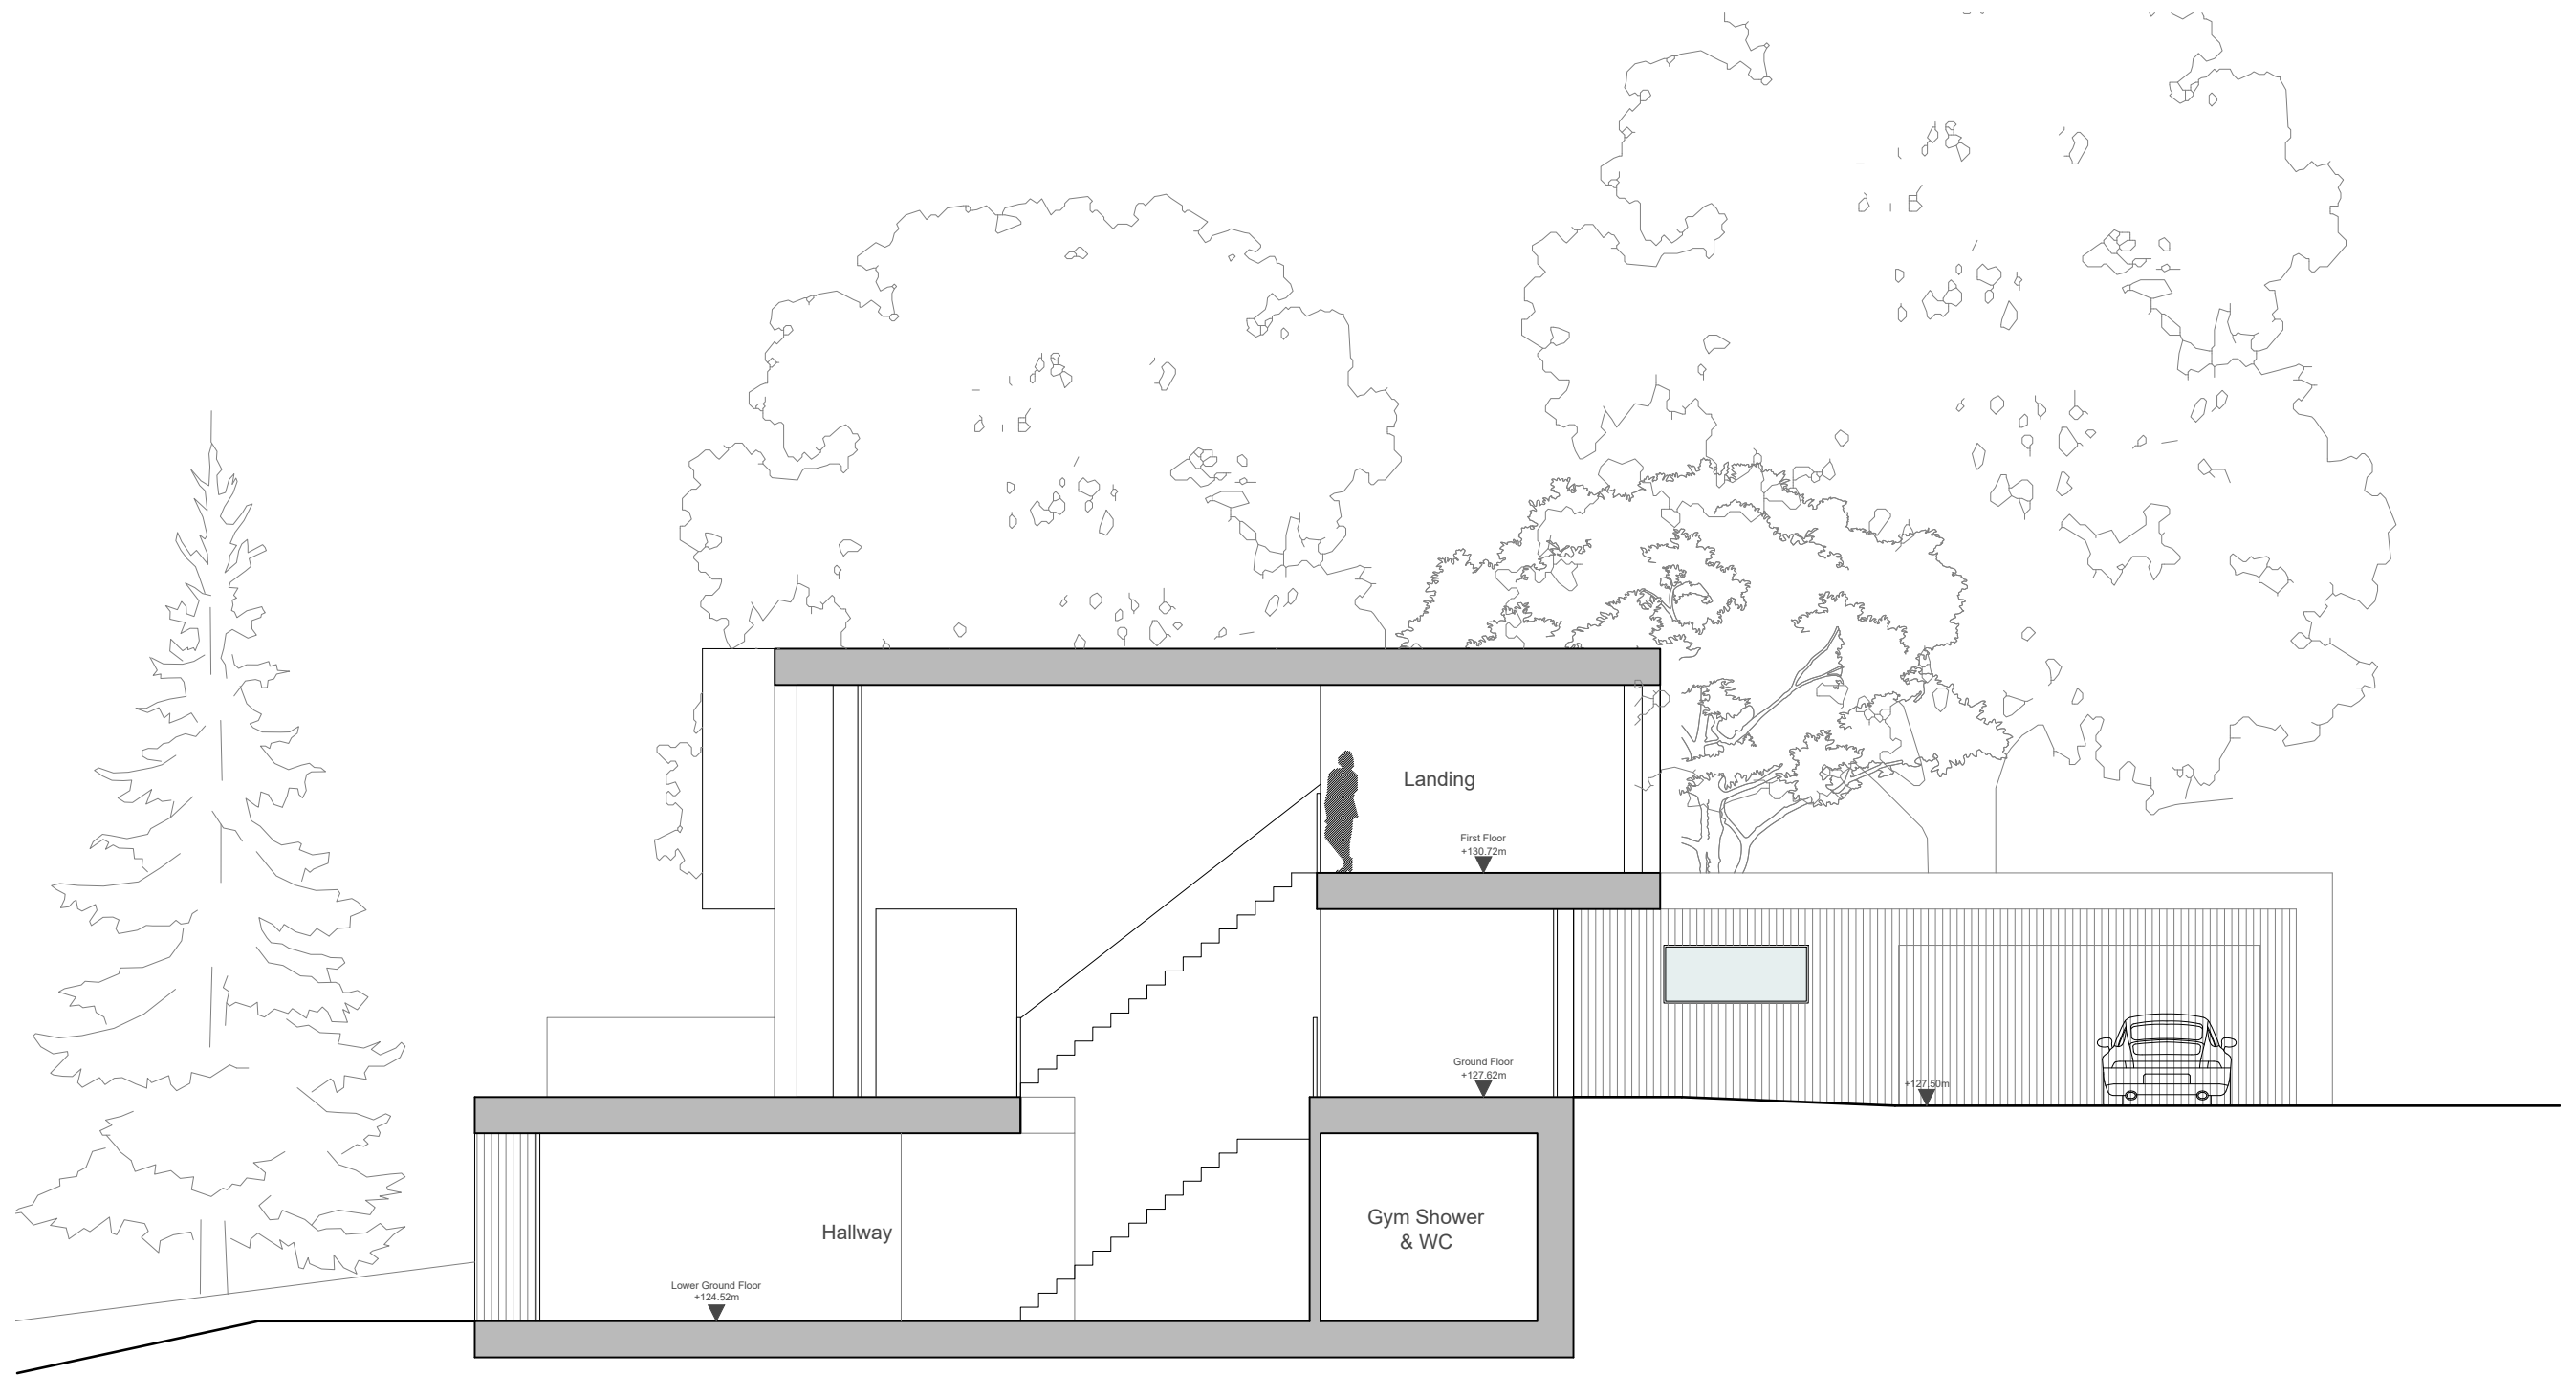 Landing
First Floor
+130.72m
Ground Floor
+127.62m
+127.50m
Gym Shower
& WC
Hallway
Lower Ground Floor
+124.52m